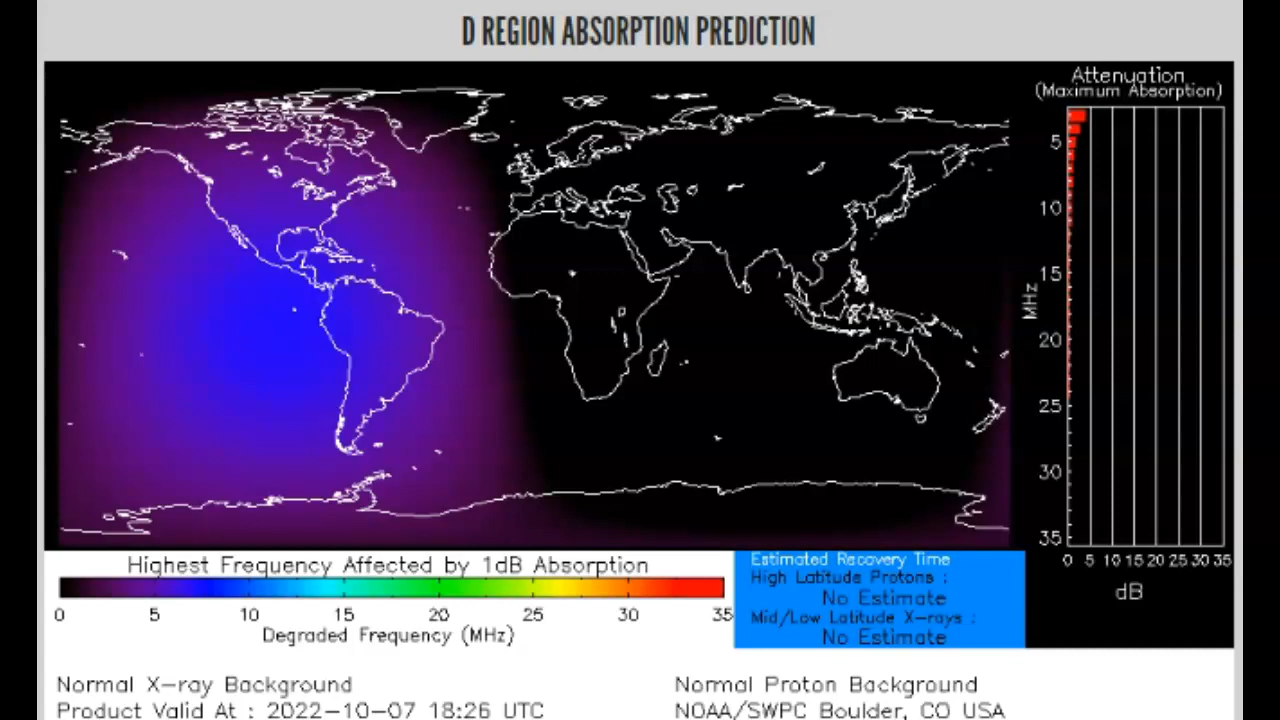 D REGION ABSORPTION PREDICTION
Attenuation
(Maximum Absorption)
5
10
15
20
25
30
35
MHz
0 5 10 15 20 25 30 35
dB
Highest Frequency Affected by 1dB Absorption
0 5 10 15 20 25 30 35
Degraded Frequency (MHz)
Estimated Recovery Time
High Latitude Protons :
No Estimate
Mid/Low Latitude X-rays :
No Estimate
Normal X-ray Background
Normal Proton Background
Product Valid At : 2022-10-07 18:26 UTC
NOAA/SWPC Boulder, CO USA